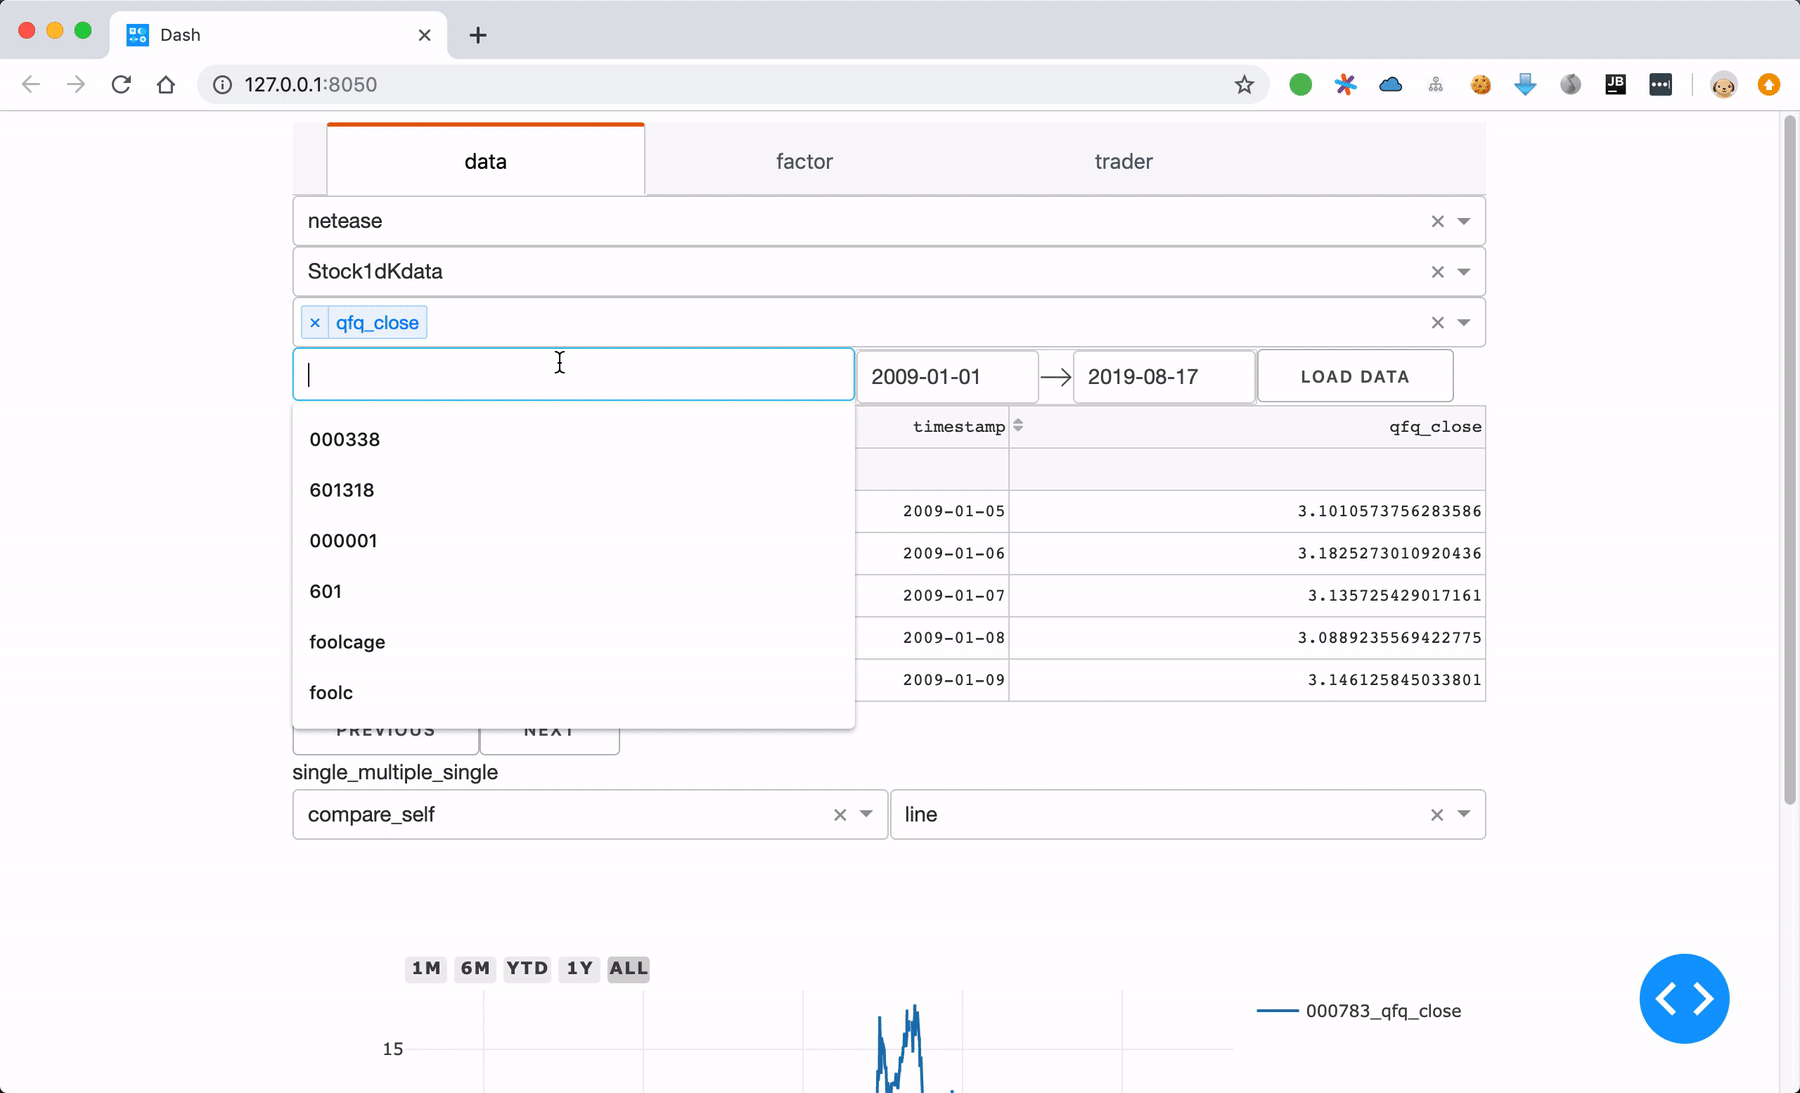 Dash
127.0.0.1:8050
JB
data factor trader
netease
Stock1dKdata
× qfq_close
2009-01-01 → 2019-08-17 LOAD DATA
timestamp qfq_close
000338
601318
000001
601
foolcage
foolc
2009-01-05 3.1010573756283586
2009-01-06 3.1825273010920436
2009-01-07 3.135725429017161
2009-01-08 3.0889235569422775
2009-01-09 3.146125845033801
PREVIOUS NEXT
single_multiple_single
compare_self line
1M 6M YTD 1Y ALL
000783_qfq_close
15